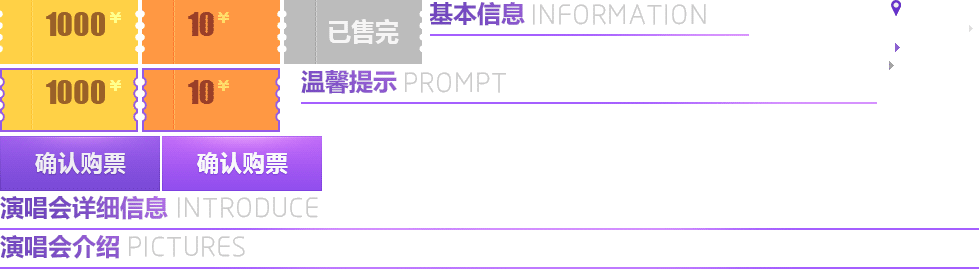 1000 ¥ 10 ¥ 已售完 基本信息 INFORMATION
1000 ¥ 10 ¥ 温馨提示 PROMPT
确认购票 确认购票
演唱会详细信息 INTRODUCE
演唱会介绍 PICTURES